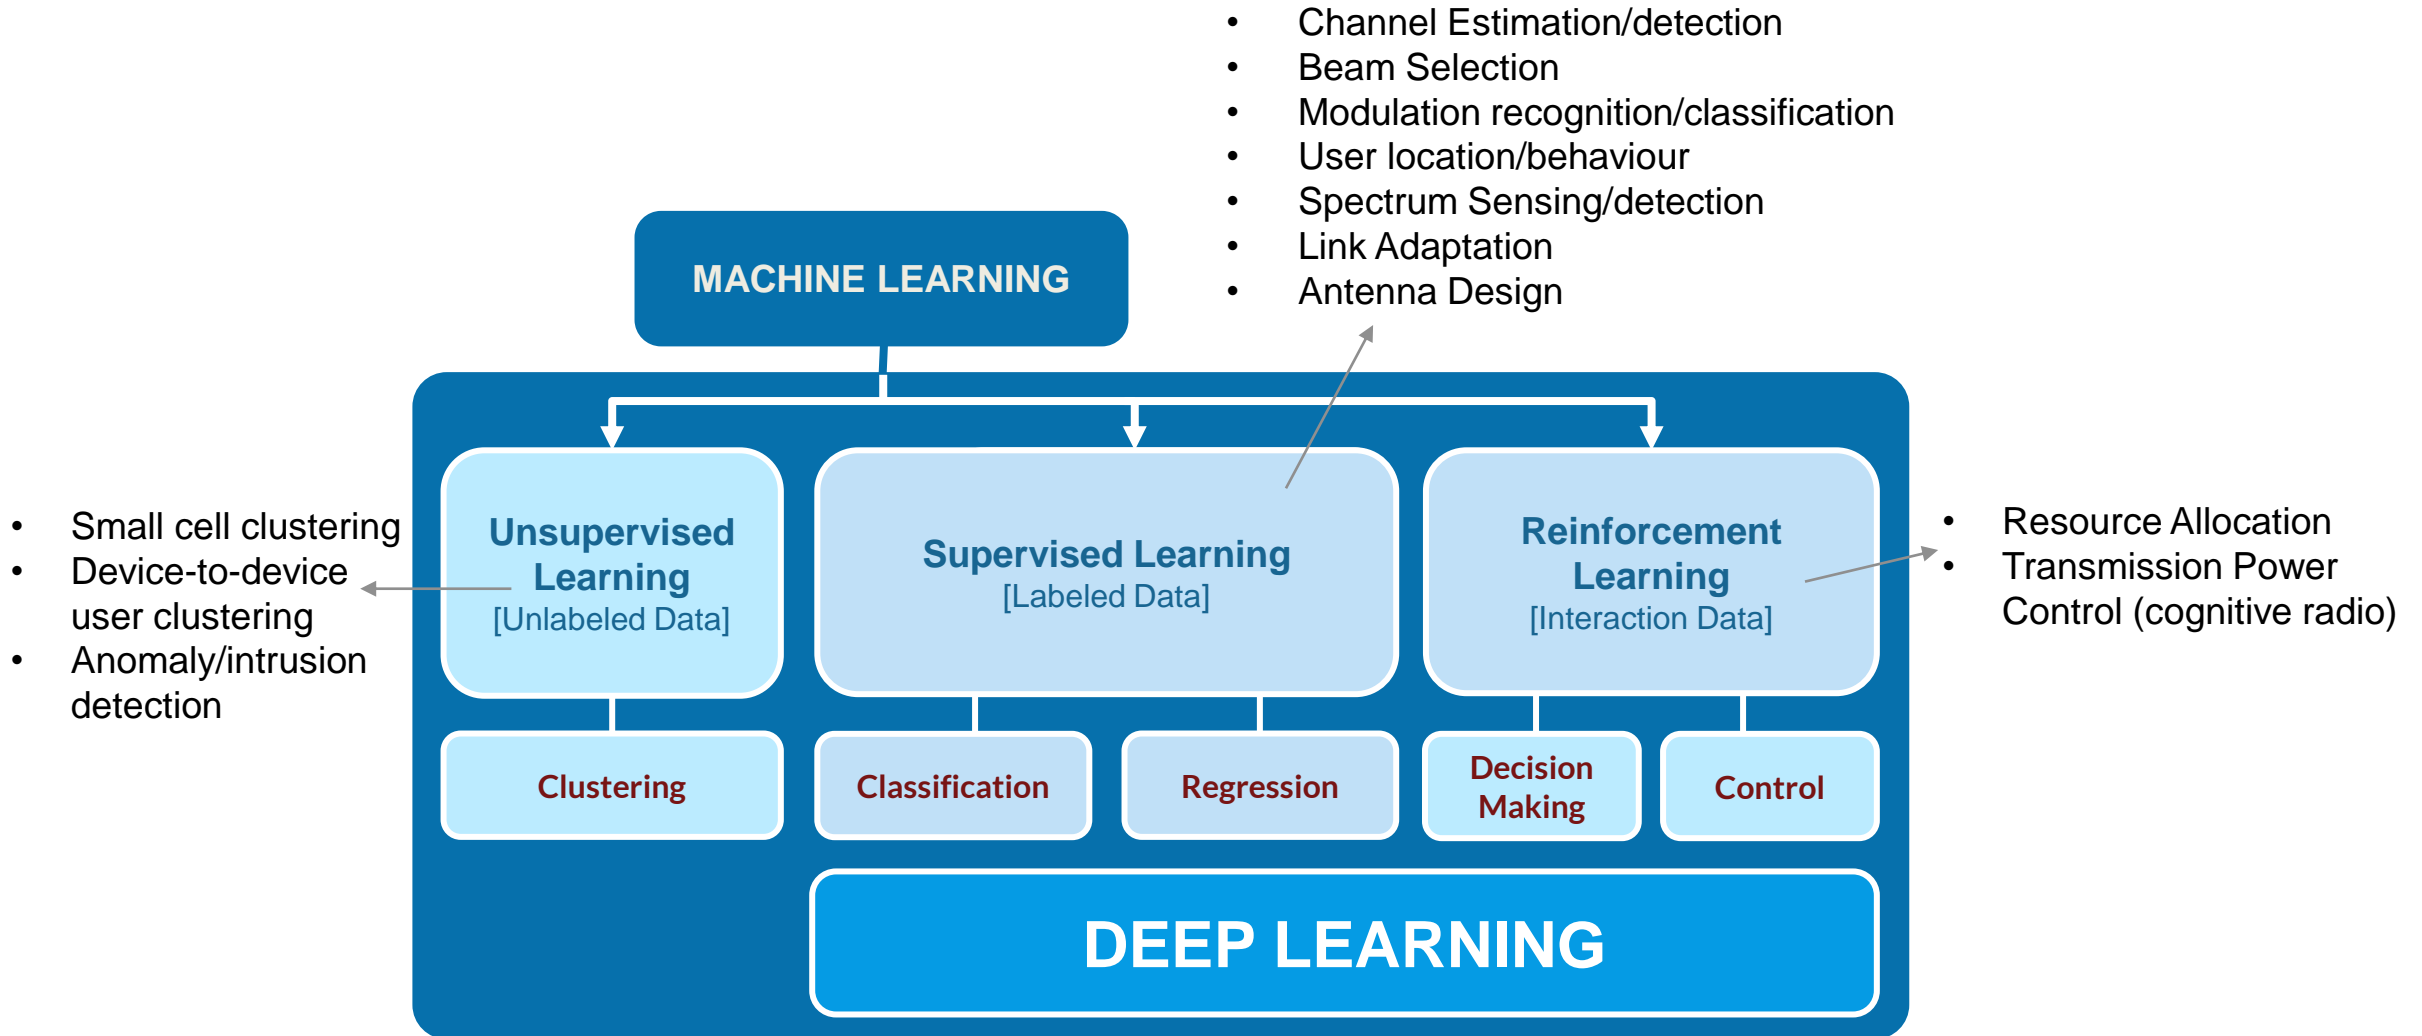 • Channel Estimation/detection
• Beam Selection
• Modulation recognition/classification
• User location/behaviour
• Spectrum Sensing/detection
• Link Adaptation
• Antenna Design
MACHINE LEARNING
• Small cell clustering
• Device-to-device
user clustering
• Anomaly/intrusion
detection
Unsupervised
Learning
[Unlabeled Data]
Supervised Learning
[Labeled Data]
Reinforcement
Learning
[Interaction Data]
• Resource Allocation
• Transmission Power
Control (cognitive radio)
Clustering
Classification
Regression
Decision
Making
Control
DEEP LEARNING